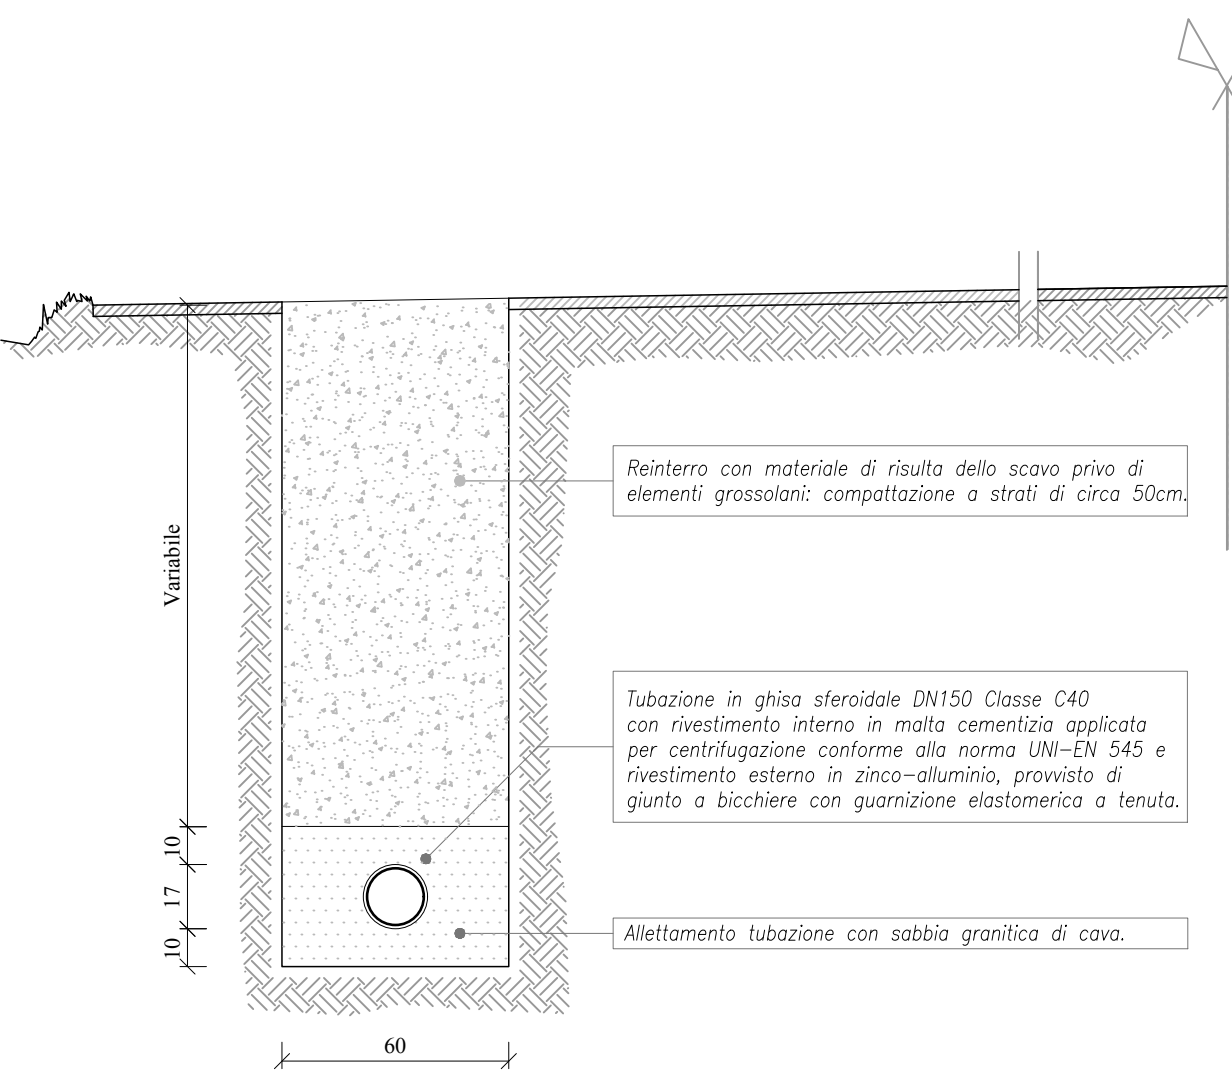 Reinterro con materiale di risulta dello scavo privo di
elementi grossolani: compattazione a strati di circa 50cm.
Variabile
Tubazione in ghisa sferoidale DN150 Classe C40
con rivestimento interno in malta cementizia applicata
per centrifugazione conforme alla norma UNI-EN 545 e
rivestimento esterno in zinco-alluminio, provvisto di
giunto a bicchiere con guarnizione elastomerica a tenuta.
10
17
10
Allettamento tubazione con sabbia granitica di cava.
60